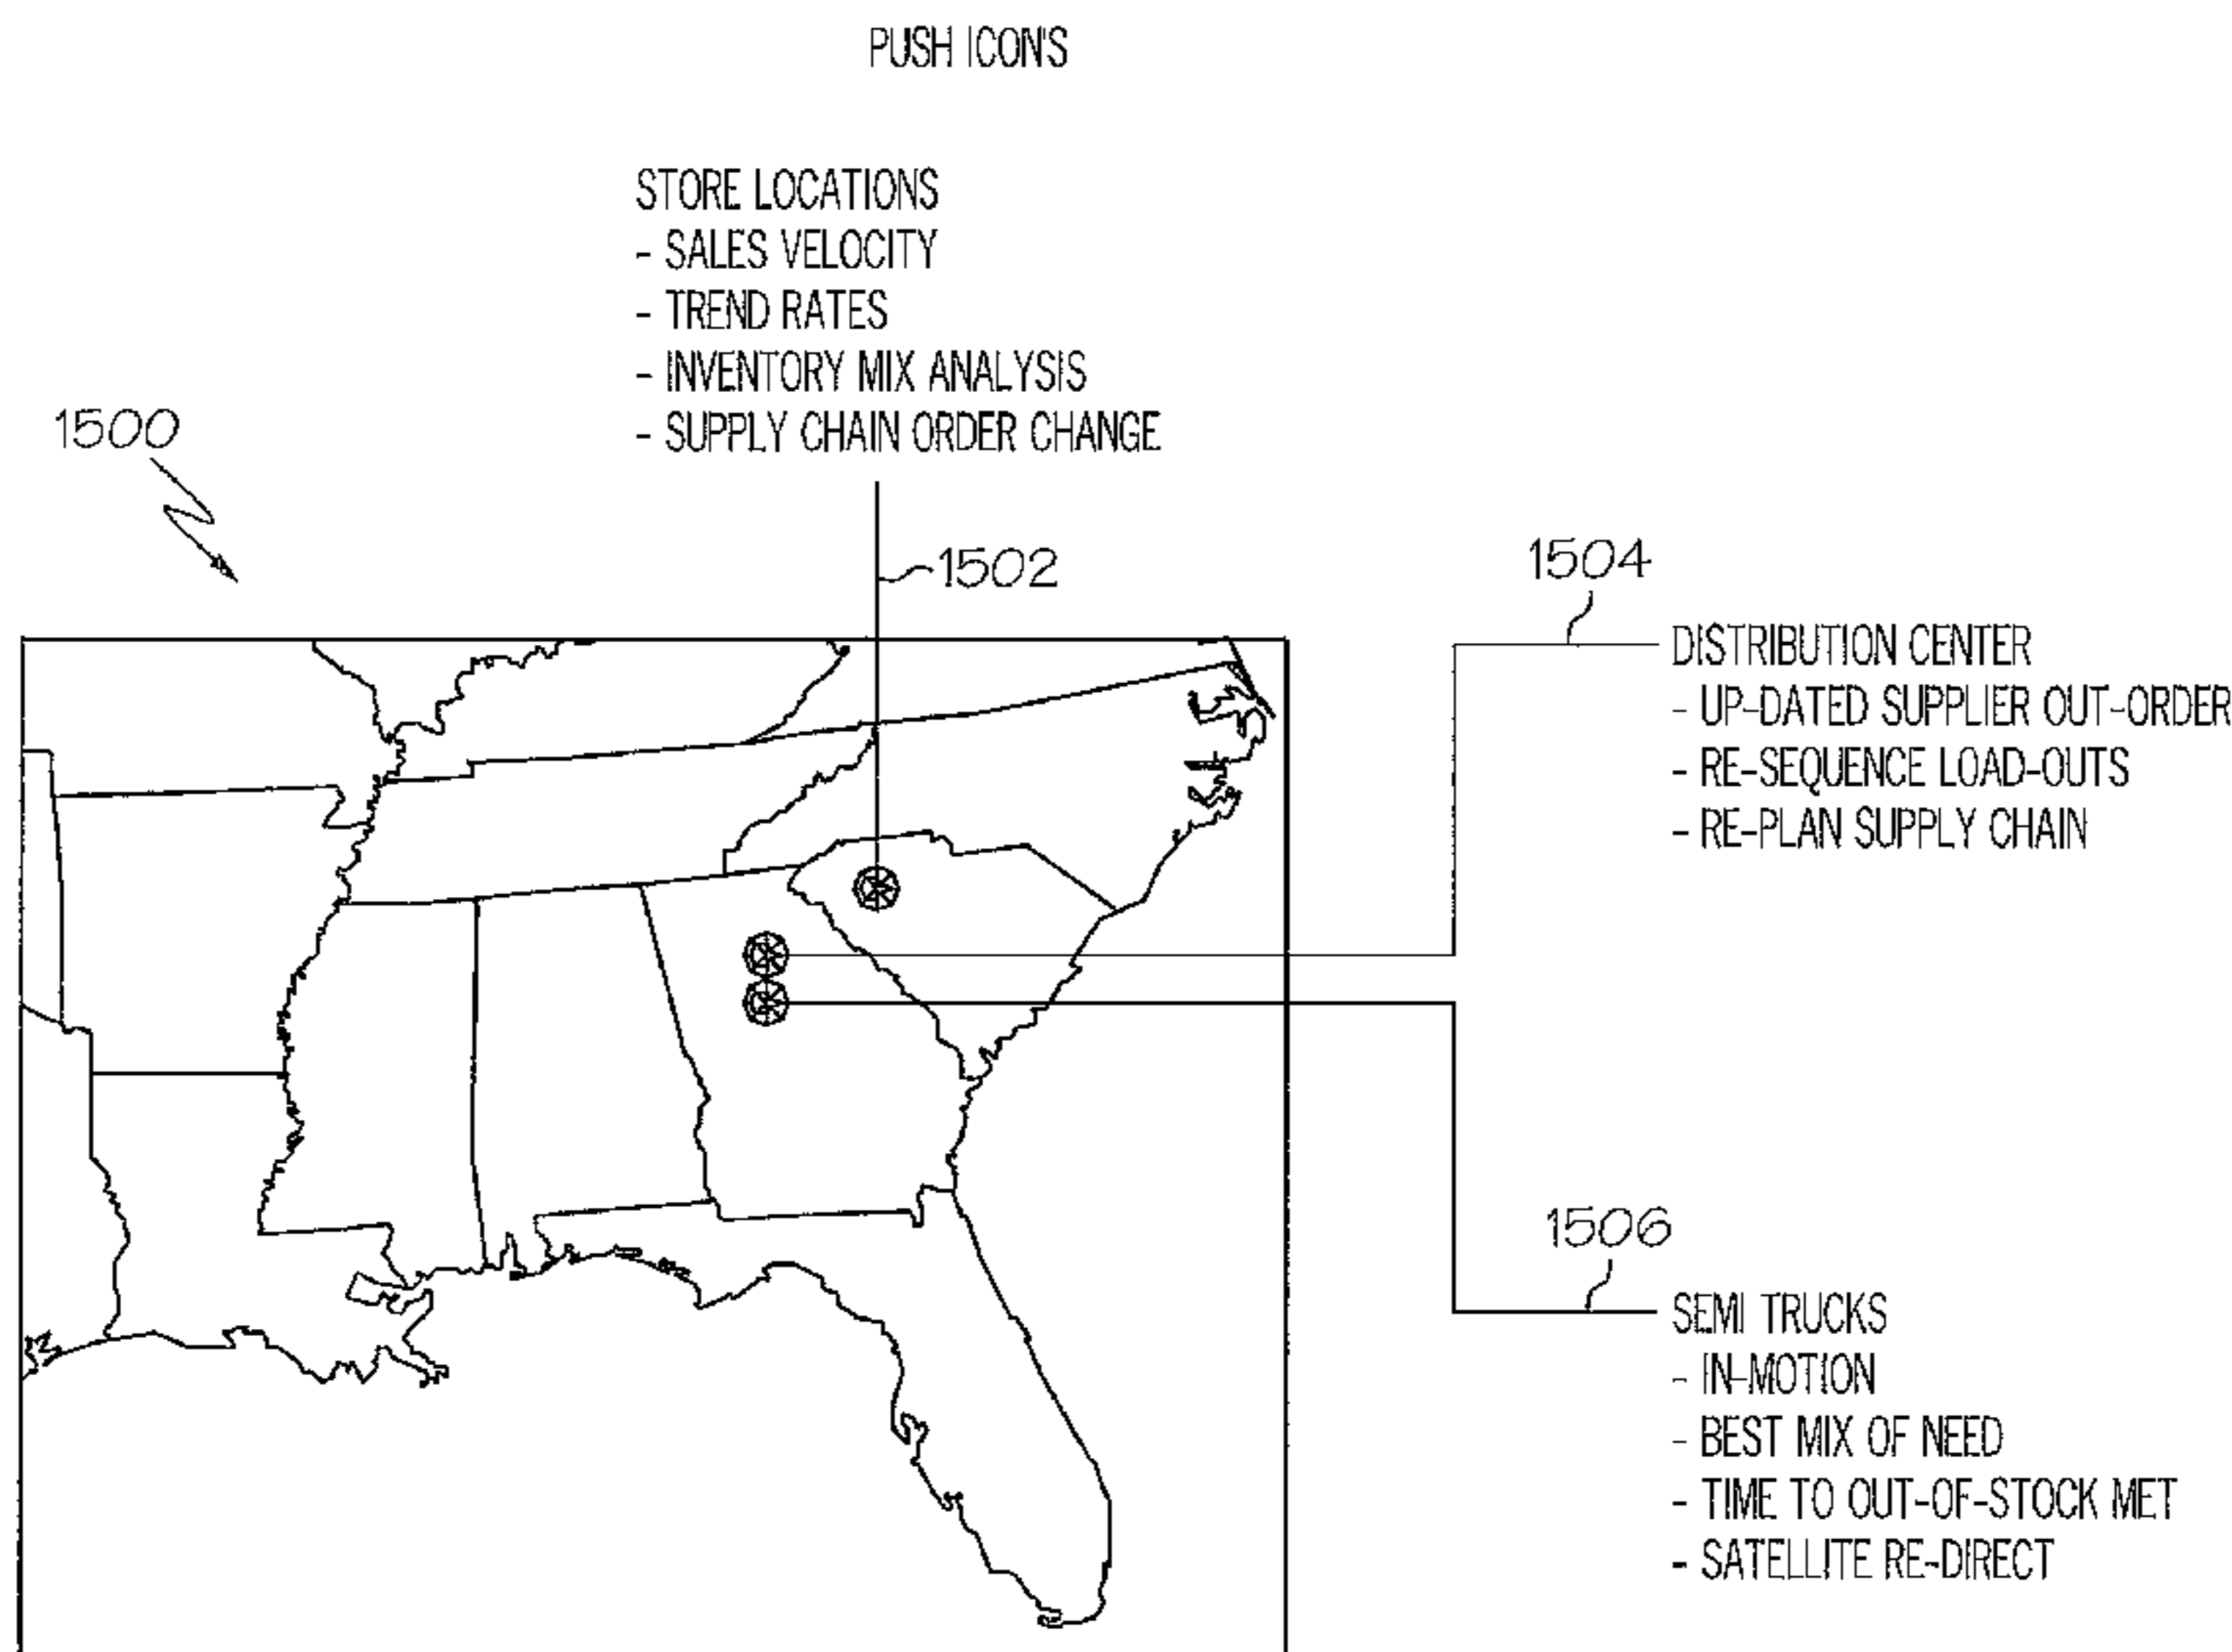 PUSH ICON'S
STORE LOCATIONS
- SALES VELOCITY
- TREND RATES
- INVENTORY MIX ANALYSIS
- SUPPLY CHAIN ORDER CHANGE
1500
1502
1504
DISTRIBUTION CENTER
- UP-DATED SUPPLIER OUT-ORDER
- RE-SEQUENCE LOAD-OUTS
- RE-PLAN SUPPLY CHAIN
1506
SEMI TRUCKS
- IN-MOTION
- BEST MIX OF NEED
- TIME TO OUT-OF-STOCK MET
- SATELLITE RE-DIRECT